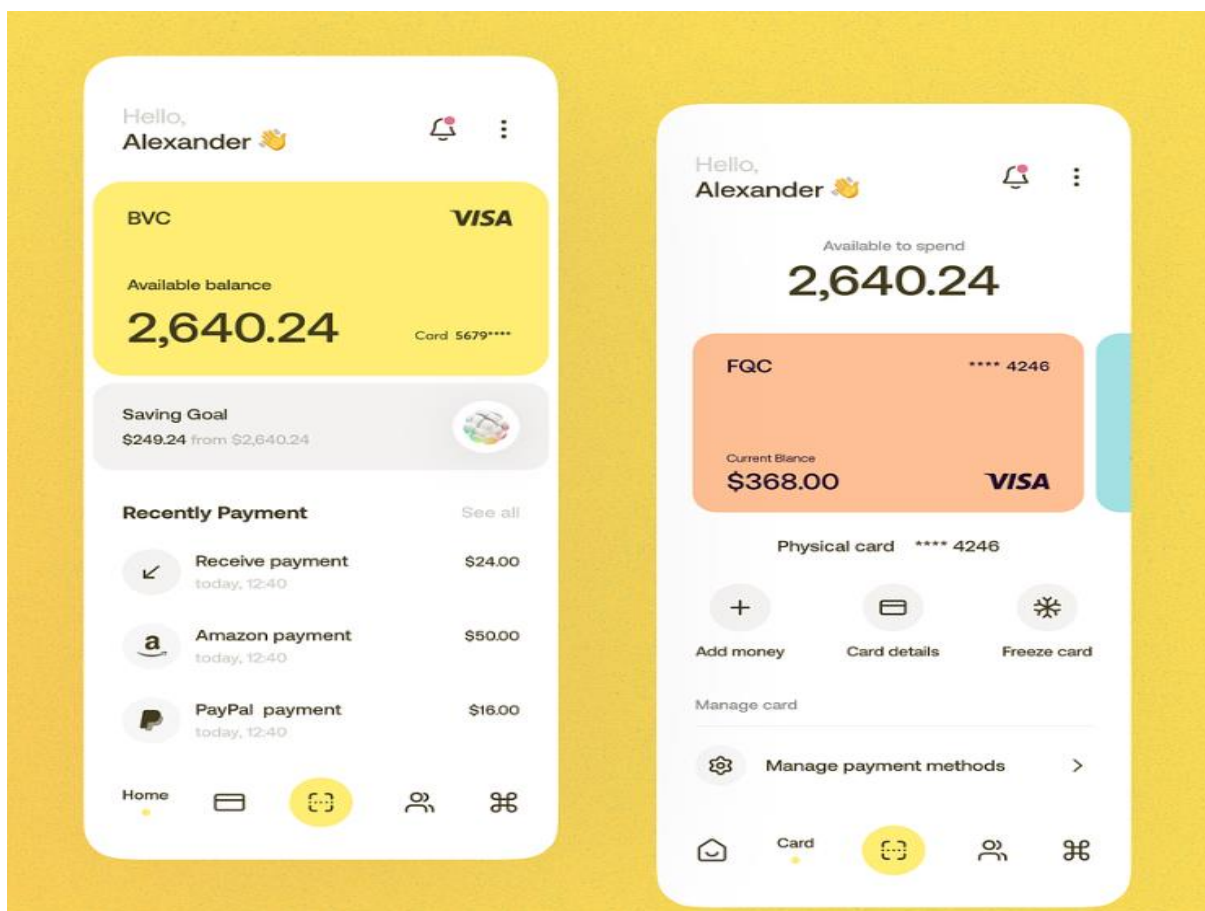 Hello,
Alexander 👋
BVC VISA
Available balance
2,640.24 Card 5679****
Saving Goal
$249.24 from $2,640.24
Recently Payment See all
Receive payment $24.00
today, 12:40
Amazon payment $50.00
today, 12:40
PayPal payment $16.00
today, 12:40
Home
Hello,
Alexander 👋
Available to spend
2,640.24
FQC **** 4246
Current Blance
$368.00 VISA
Physical card **** 4246
Add money Card details Freeze card
Manage card
Manage payment methods
Card